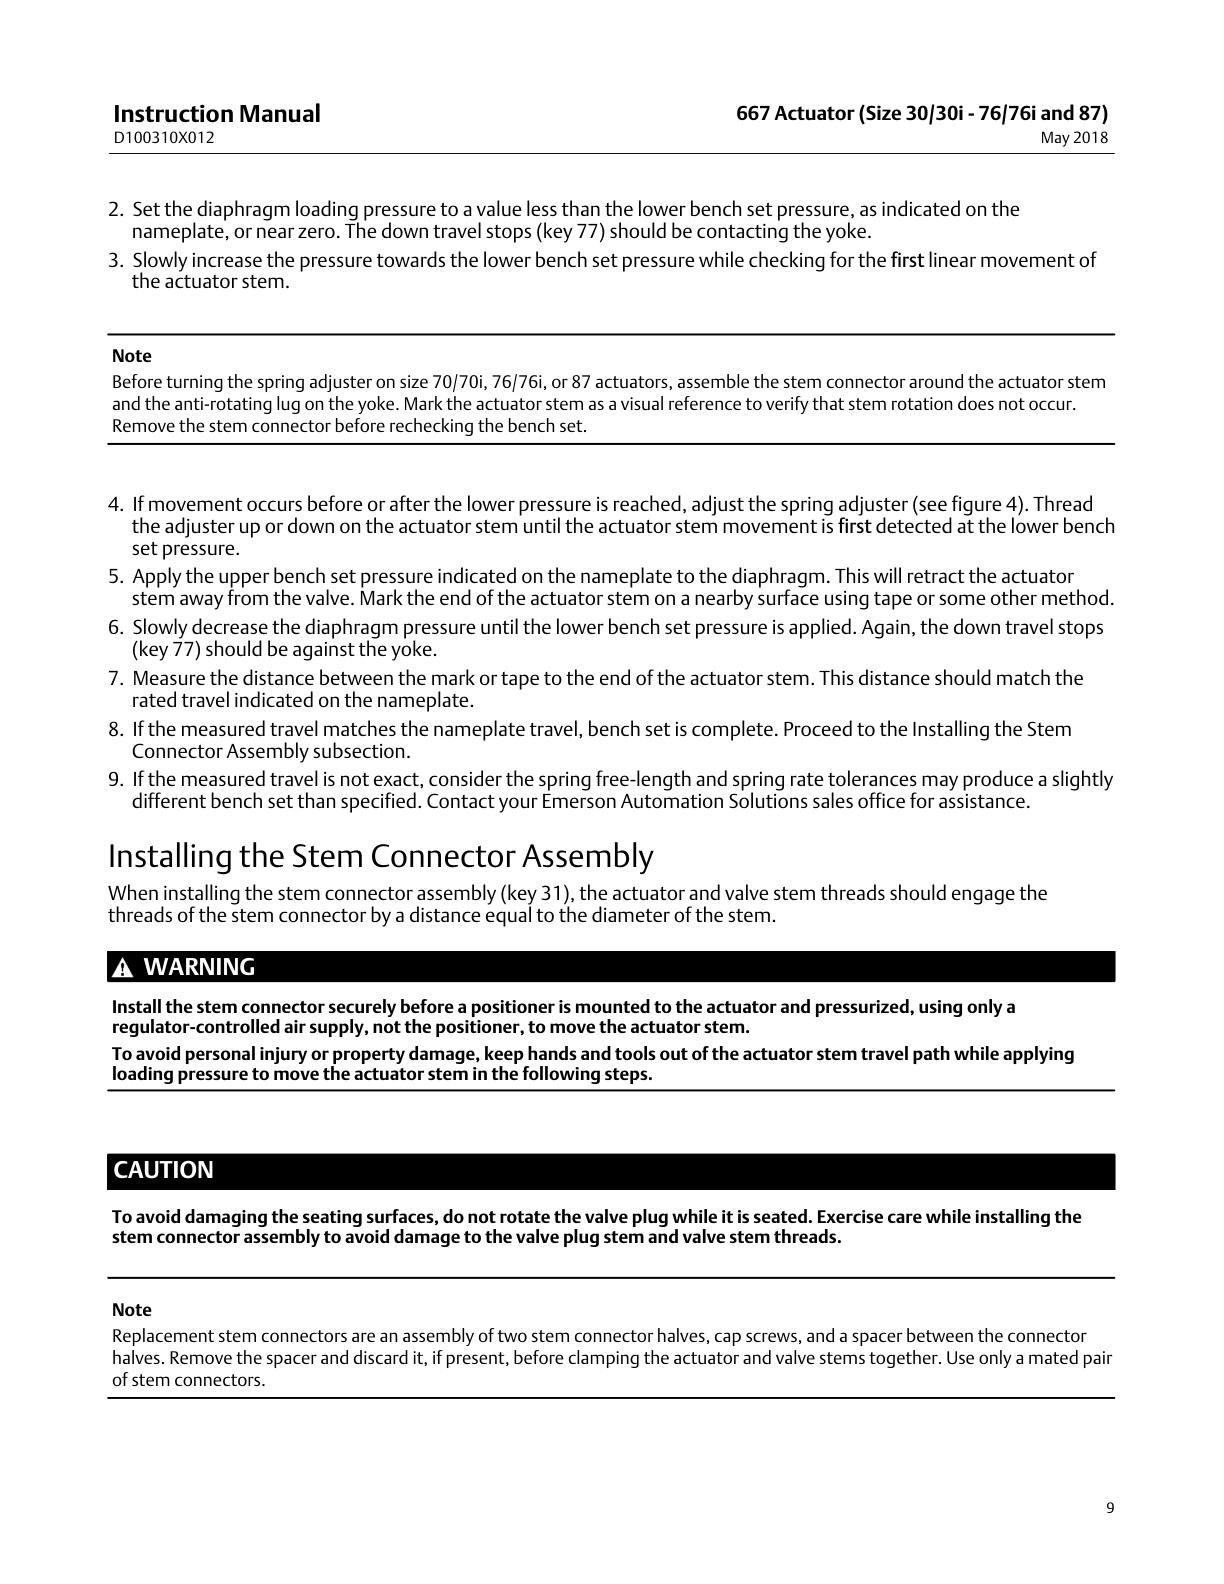 Instruction Manual
D100310X012
667 Actuator (Size 30/30i - 76/76i and 87)
May 2018
2. Set the diaphragm loading pressure to a value less than the lower bench set pressure, as indicated on the
nameplate, or near zero. The down travel stops (key 77) should be contacting the yoke.
3. Slowly increase the pressure towards the lower bench set pressure while checking for the first linear movement of
the actuator stem.
Note
Before turning the spring adjuster on size 70/70i, 76/76i, or 87 actuators, assemble the stem connector around the actuator stem
and the anti-rotating lug on the yoke. Mark the actuator stem as a visual reference to verify that stem rotation does not occur.
Remove the stem connector before rechecking the bench set.
4. If movement occurs before or after the lower pressure is reached, adjust the spring adjuster (see figure 4). Thread
the adjuster up or down on the actuator stem until the actuator stem movement is first detected at the lower bench
set pressure.
5. Apply the upper bench set pressure indicated on the nameplate to the diaphragm. This will retract the actuator
stem away from the valve. Mark the end of the actuator stem on a nearby surface using tape or some other method.
6. Slowly decrease the diaphragm pressure until the lower bench set pressure is applied. Again, the down travel stops
(key 77) should be against the yoke.
7. Measure the distance between the mark or tape to the end of the actuator stem. This distance should match the
rated travel indicated on the nameplate.
8. If the measured travel matches the nameplate travel, bench set is complete. Proceed to the Installing the Stem
Connector Assembly subsection.
9. If the measured travel is not exact, consider the spring free-length and spring rate tolerances may produce a slightly
different bench set than specified. Contact your Emerson Automation Solutions sales office for assistance.
Installing the Stem Connector Assembly
When installing the stem connector assembly (key 31), the actuator and valve stem threads should engage the
threads of the stem connector by a distance equal to the diameter of the stem.
WARNING
Install the stem connector securely before a positioner is mounted to the actuator and pressurized, using only a
regulator-controlled air supply, not the positioner, to move the actuator stem.
To avoid personal injury or property damage, keep hands and tools out of the actuator stem travel path while applying
loading pressure to move the actuator stem in the following steps.
CAUTION
To avoid damaging the seating surfaces, do not rotate the valve plug while it is seated. Exercise care while installing the
stem connector assembly to avoid damage to the valve plug stem and valve stem threads.
Note
Replacement stem connectors are an assembly of two stem connector halves, cap screws, and a spacer between the connector
halves. Remove the spacer and discard it, if present, before clamping the actuator and valve stems together. Use only a mated pair
of stem connectors.
9